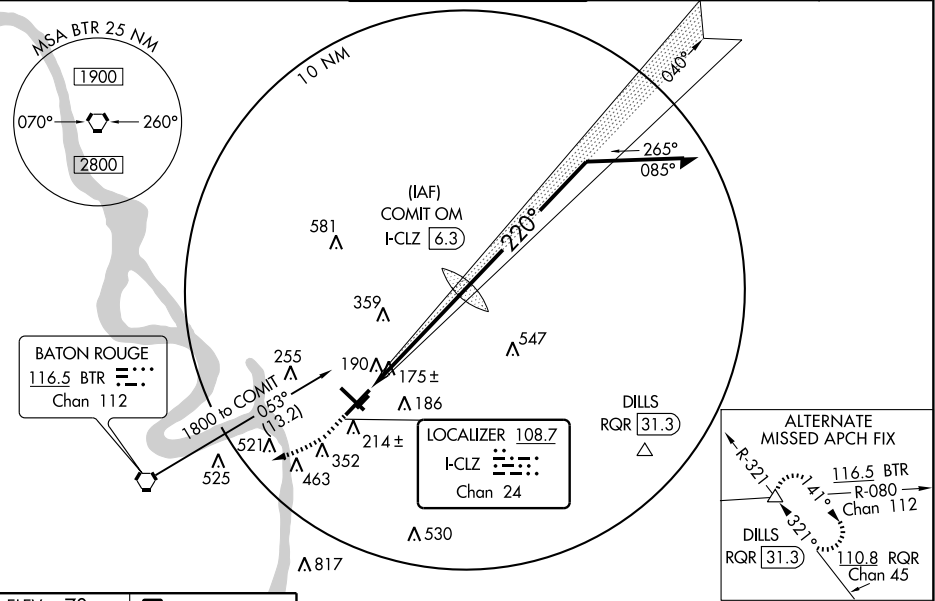 MSA BTR 25 NM
1900
070°
260°
2800
10 NM
040°
265°
085°
(IAF)
COMIT OM
I-CLZ 6.3
220°
581
359
547
BATON ROUGE
116.5 BTR
Chan 112
255
190
175 ±
186
1800 to COMIT
053°
(13.2)
521
525
463
352
214 ±
LOCALIZER 108.7
I-CLZ
Chan 24
DILLS
RQR 31.3
530
817
ALTERNATE
MISSED APCH FIX
R-321
141°
116.5 BTR
R-080
Chan 112
321°
DILLS
RQR 31.3
110.8 RQR
Chan 45